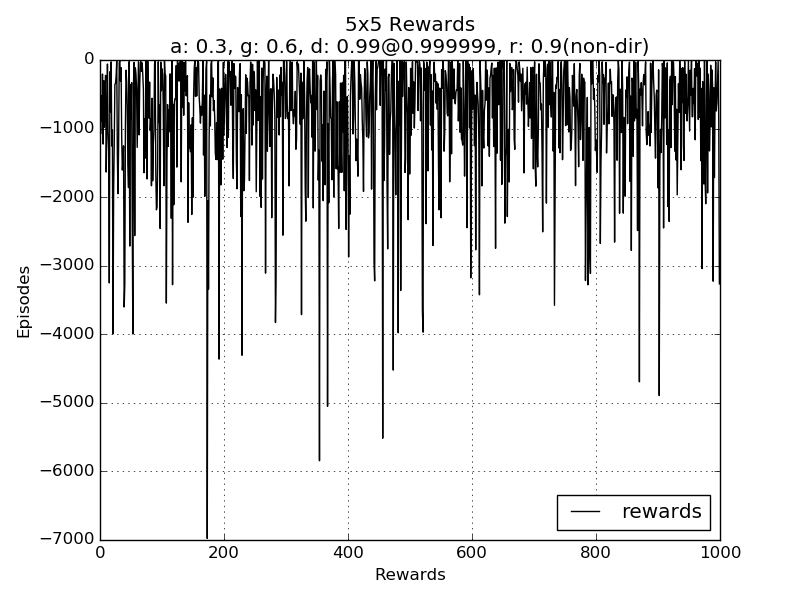 5x5 Rewards
a: 0.3, g: 0.6, d: 0.99@0.999999, r: 0.9(non-dir)
0
−1000
−2000
−3000
−4000
−5000
−6000
−7000
Episodes
0 200 400 600 800 1000
Rewards
rewards